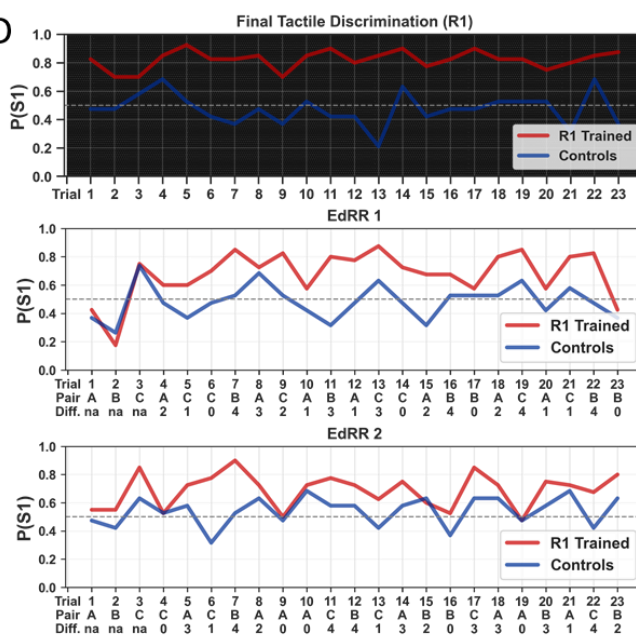 D
Final Tactile Discrimination (R1)
P(S1)
1.0
0.8
0.6
0.4
0.2
0.0
R1 Trained
Controls
Trial 1 2 3 4 5 6 7 8 9 10 11 12 13 14 15 16 17 18 19 20 21 22 23
EdRR 1
P(S1)
1.0
0.8
0.6
0.4
0.2
0.0
R1 Trained
Controls
Trial 1 2 3 4 5 6 7 8 9 10 11 12 13 14 15 16 17 18 19 20 21 22 23
Pair A B C A C C B A C A B A C C A B B A C A C B B
Diff. na na na 2 1 0 4 3 2 1 3 1 3 0 2 4 0 2 4 1 1 4 0
EdRR 2
P(S1)
1.0
0.8
0.6
0.4
0.2
0.0
R1 Trained
Controls
Trial 1 2 3 4 5 6 7 8 9 10 11 12 13 14 15 16 17 18 19 20 21 22 23
Pair A B C C A C B A A C C B C A B B C A A B A C B
Diff. na na na 0 3 1 4 2 0 0 4 2 1 3 2 0 3 3 0 1 1 4 2